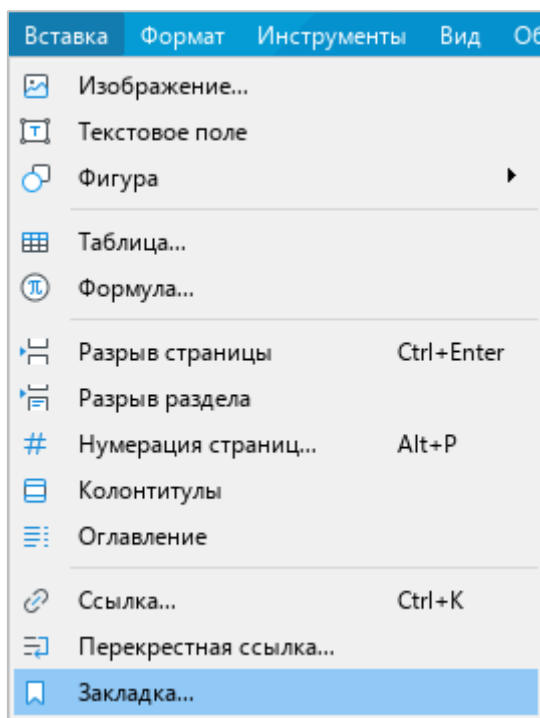 Вставка Формат Инструменты Вид
Изображение...
Текстовое поле
Фигура
Таблица...
Формула...
Разрыв страницы Ctrl+Enter
Разрыв раздела
Нумерация страниц... Alt+P
Колонтитулы
Оглавление
Ссылка... Ctrl+K
Перекрестная ссылка...
Закладка...